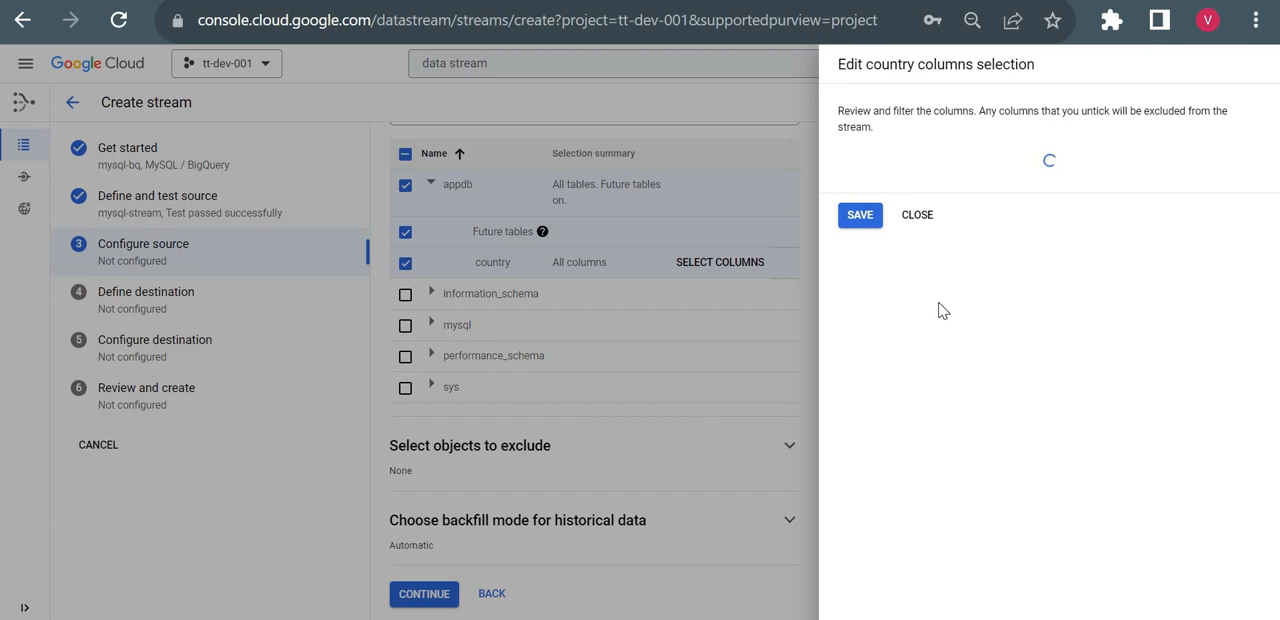 console.cloud.google.com/datastream/streams/create?project=tt-dev-001&supportedpurview=project
V
Google Cloud
tt-dev-001
data stream
Create stream
Get started
mysql-bq, MySQL / BigQuery
Define and test source
mysql-stream, Test passed successfully
3 Configure source
Not configured
4 Define destination
Not configured
5 Configure destination
Not configured
6 Review and create
Not configured
CANCEL
Name Selection summary
appdb All tables. Future tables
on.
Future tables ?
country All columns SELECT COLUMNS
information_schema
mysql
performance_schema
sys
Select objects to exclude
None
Choose backfill mode for historical data
Automatic
CONTINUE BACK
Edit country columns selection
Review and filter the columns. Any columns that you untick will be excluded from the
stream.
SAVE CLOSE